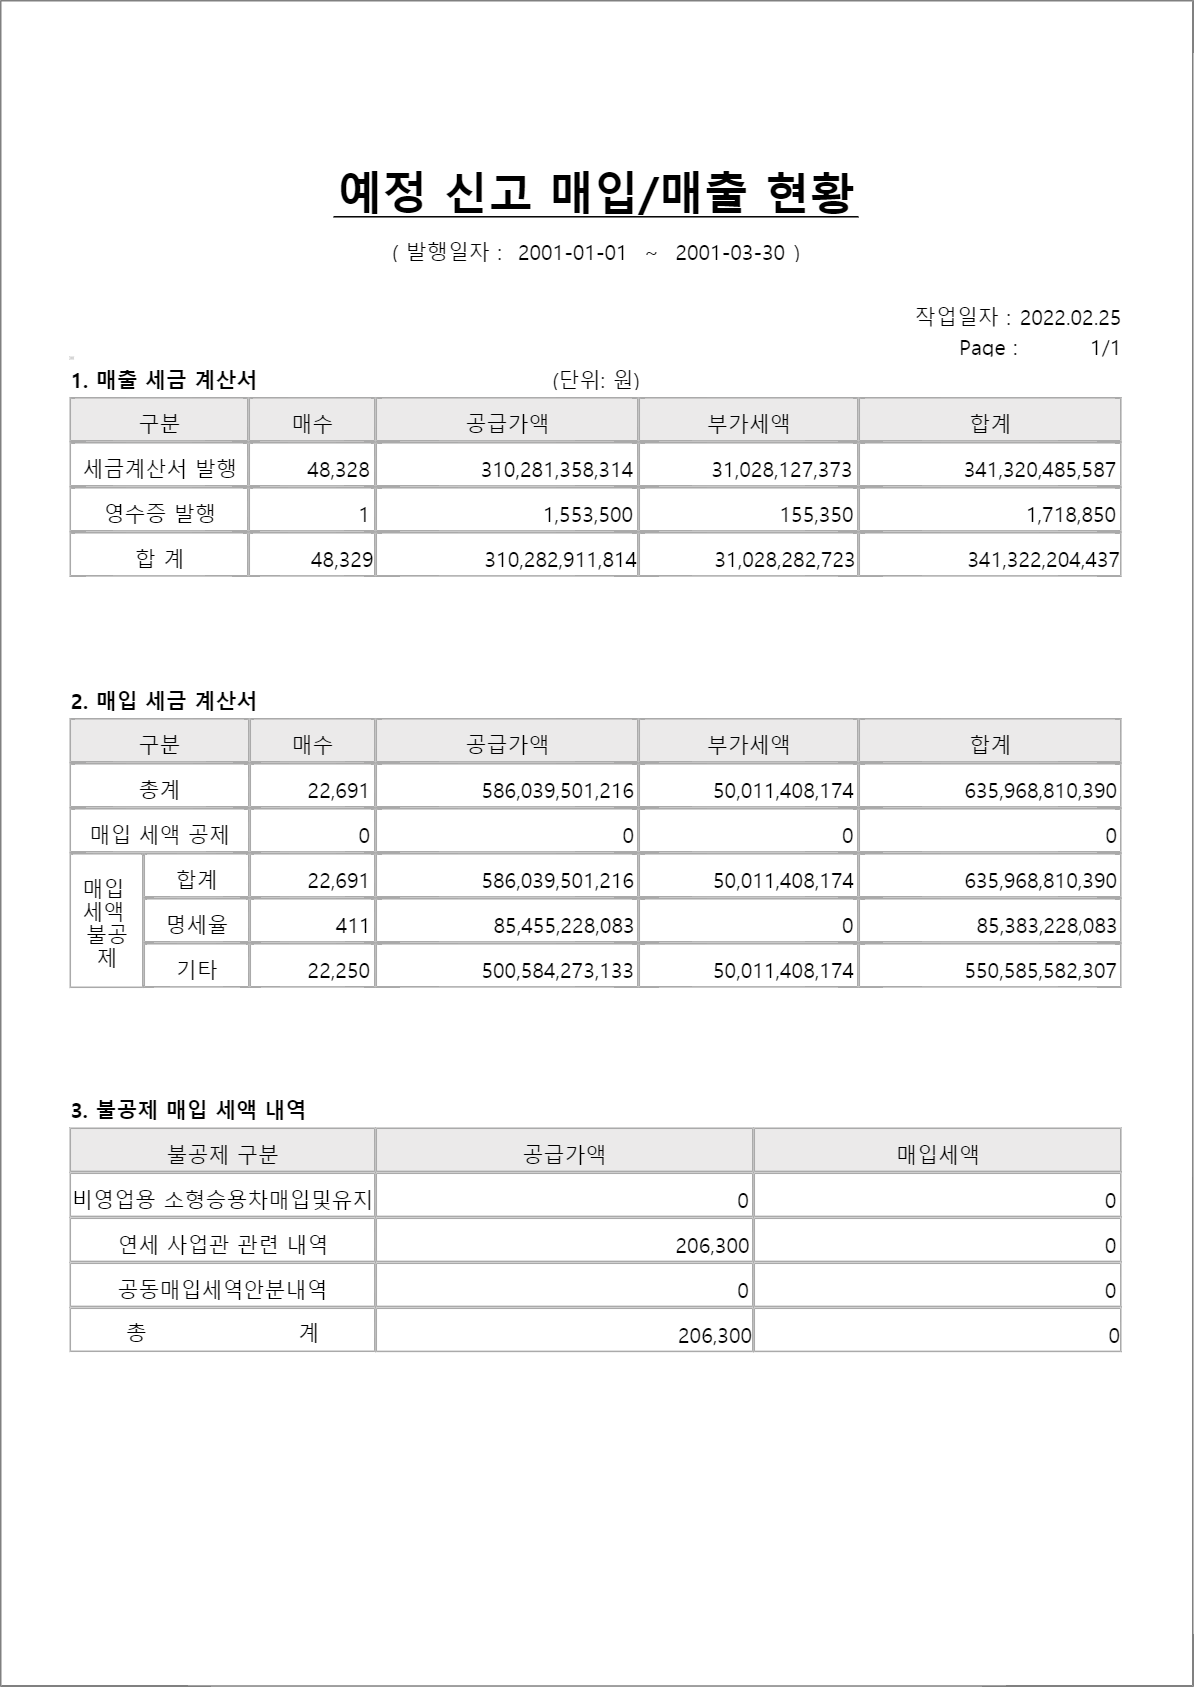 예정 신고 매입/매출 현황
( 발행일자 : 2001-01-01 ~ 2001-03-30 )
작업일자 : 2022.02.25
Page : 1/1
1. 매출 세금 계산서 (단위: 원)
구분 매수 공급가액 부가세액 합계
세금계산서 발행 48,328 310,281,358,314 31,028,127,373 341,320,485,587
영수증 발행 1 1,553,500 155,350 1,718,850
합 계 48,329 310,282,911,814 31,028,282,723 341,322,204,437
2. 매입 세금 계산서
구분 매수 공급가액 부가세액 합계
총계 22,691 586,039,501,216 50,011,408,174 635,968,810,390
매입 세액 공제 0 0 0 0
매입
세액
불공
제
합계 22,691 586,039,501,216 50,011,408,174 635,968,810,390
명세율 411 85,455,228,083 0 85,383,228,083
기타 22,250 500,584,273,133 50,011,408,174 550,585,582,307
3. 불공제 매입 세액 내역
불공제 구분 공급가액 매입세액
비영업용 소형승용차매입및유지 0 0
연세 사업관 관련 내역 206,300 0
공동매입세역안분내역 0 0
총 계 206,300 0